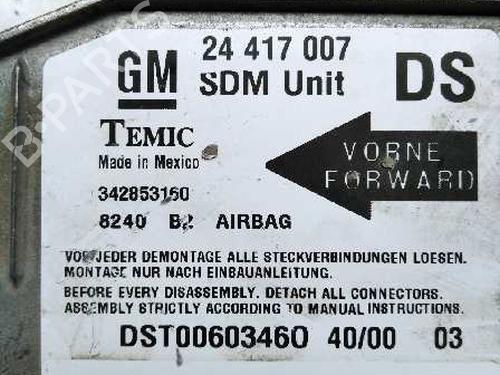 GM 24 417 007 DS
SDM Unit
TEMIC
Made in Mexico
VORNE
FORWARD
342853160
8240 B2 AIRBAG
VOR JEDER DEMONTAGE ALLE STECKVERBINDUNGEN LOESEN.
MONTAGE NUR NACH EINBAUANLEITUNG.
BEFORE EVERY DISASSEMBLY. DETACH ALL CONNECTORS.
ASSEMBLY STRICTLY ACCORDING TO MANUAL INSTRUCTIONS.
DST00603460 40/00 03
B-PARTS